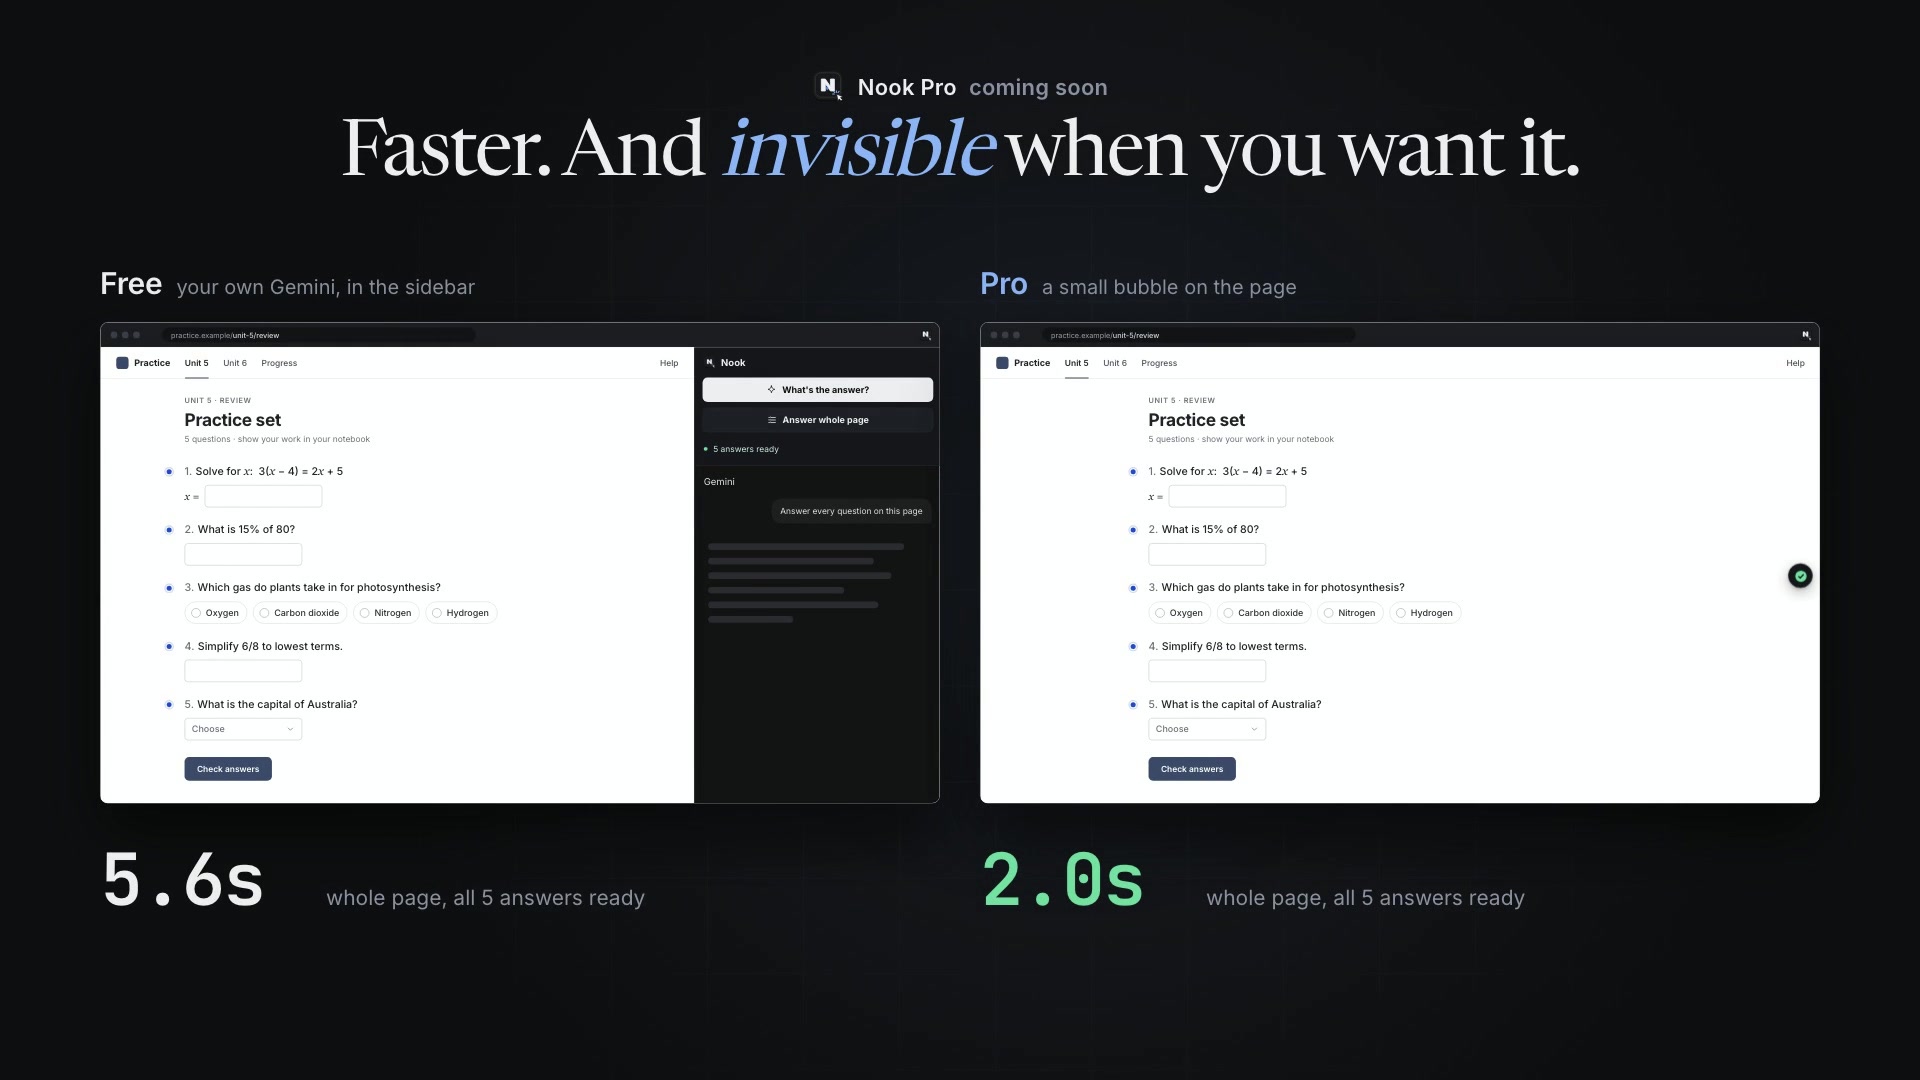 Nook Pro coming soon
Faster. And invisible when you want it.
Free your own Gemini, in the sidebar
practice.example/unit-5/review
N
Practice Unit 5 Unit 6 Progress Help
UNIT 5 · REVIEW
Practice set
5 questions · show your work in your notebook
1. Solve for x: 3(x − 4) = 2x + 5
x =
2. What is 15% of 80?
3. Which gas do plants take in for photosynthesis?
Oxygen Carbon dioxide Nitrogen Hydrogen
4. Simplify 6/8 to lowest terms.
5. What is the capital of Australia?
Choose
Check answers
N Nook
What's the answer?
Answer whole page
5 answers ready
Gemini
Answer every question on this page
5.6s whole page, all 5 answers ready
Pro a small bubble on the page
practice.example/unit-5/review
N
Practice Unit 5 Unit 6 Progress Help
UNIT 5 · REVIEW
Practice set
5 questions · show your work in your notebook
1. Solve for x: 3(x − 4) = 2x + 5
x =
2. What is 15% of 80?
3. Which gas do plants take in for photosynthesis?
Oxygen Carbon dioxide Nitrogen Hydrogen
4. Simplify 6/8 to lowest terms.
5. What is the capital of Australia?
Choose
Check answers
2.0s whole page, all 5 answers ready